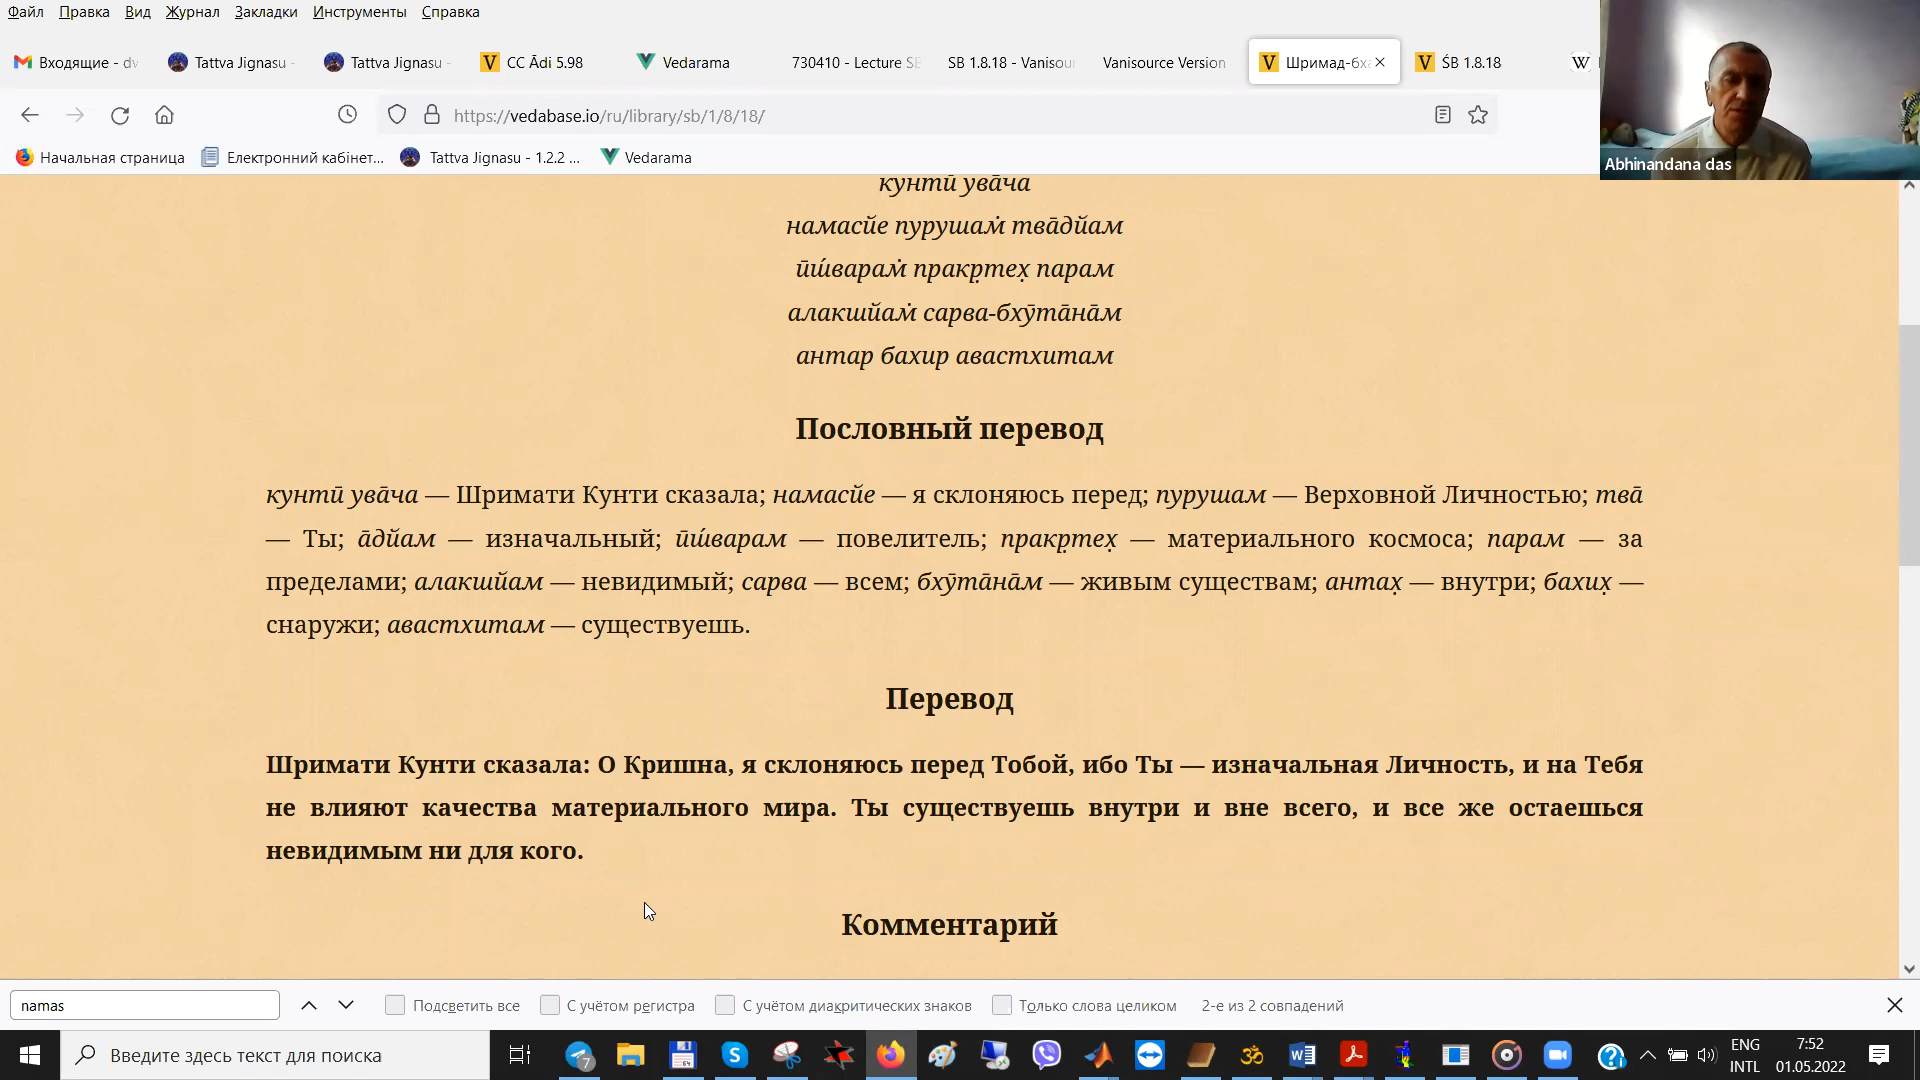 Файл Правка Вид Журнал Закладки Инструменты Справка
Входящие - dv Tattva Jignasu - Tattva Jignasu - CC Ādi 5.98 Vedarama 730410 - Lecture SB SB 1.8.18 - Vanisour Vanisource Version Шримад-бха ŚB 1.8.18
https://vedabase.io/ru/library/sb/1/8/18/
Начальная страница Електронний кабінет... Tattva Jignasu - 1.2.2 ... Vedarama
Abhinandana das
кунтӣ ува̄ча
намасйе пурушам̇ тва̄дйам
ӣш́варам̇ пракр̣тех̣ парам
алакшйам̇ сарва-бхӯта̄на̄м
антар бахир авастхитам
Пословный перевод
кунтӣ ува̄ча — Шримати Кунти сказала; намасйе — я склоняюсь перед; пурушам — Верховной Личностью; тва̄
— Ты; а̄дйам — изначальный; ӣш́варам — повелитель; пракр̣тех̣ — материального космоса; парам — за
пределами; алакшйам — невидимый; сарва — всем; бхӯта̄на̄м — живым существам; антах̣ — внутри; бахих̣ —
снаружи; авастхитам — существуешь.
Перевод
Шримати Кунти сказала: О Кришна, я склоняюсь перед Тобой, ибо Ты — изначальная Личность, и на Тебя
не влияют качества материального мира. Ты существуешь внутри и вне всего, и все же остаешься
невидимым ни для кого.
Комментарий
namas Подсветить все С учётом регистра С учётом диакритических знаков Только слова целиком 2-е из 2 совпадений
Введите здесь текст для поиска
ENG 7:52
INTL 01.05.2022